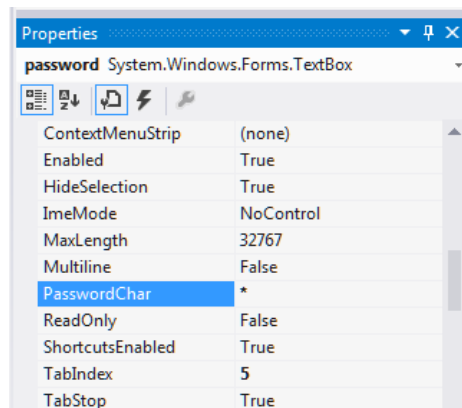 Properties
password System.Windows.Forms.TextBox
ContextMenuStrip (none)
Enabled True
HideSelection True
ImeMode NoControl
MaxLength 32767
Multiline False
PasswordChar *
ReadOnly False
ShortcutsEnabled True
TabIndex 5
TabStop True